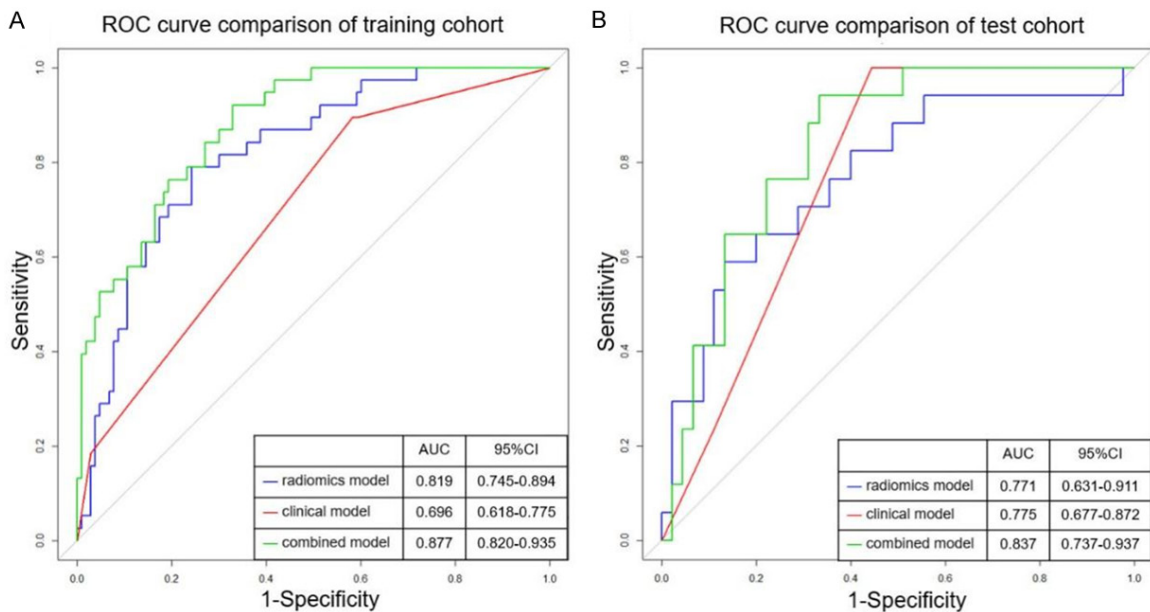 A
ROC curve comparison of training cohort
Sensitivity
1.0
0.8
0.6
0.4
0.2
0.0
AUC 95%CI
radiomics model 0.819 0.745-0.894
clinical model 0.696 0.618-0.775
combined model 0.877 0.820-0.935
0.0 0.2 0.4 0.6 0.8 1.0
1-Specificity
B
ROC curve comparison of test cohort
Sensitivity
1.0
0.8
0.6
0.4
0.2
0.0
AUC 95%CI
radiomics model 0.771 0.631-0.911
clinical model 0.775 0.677-0.872
combined model 0.837 0.737-0.937
0.0 0.2 0.4 0.6 0.8 1.0
1-Specificity